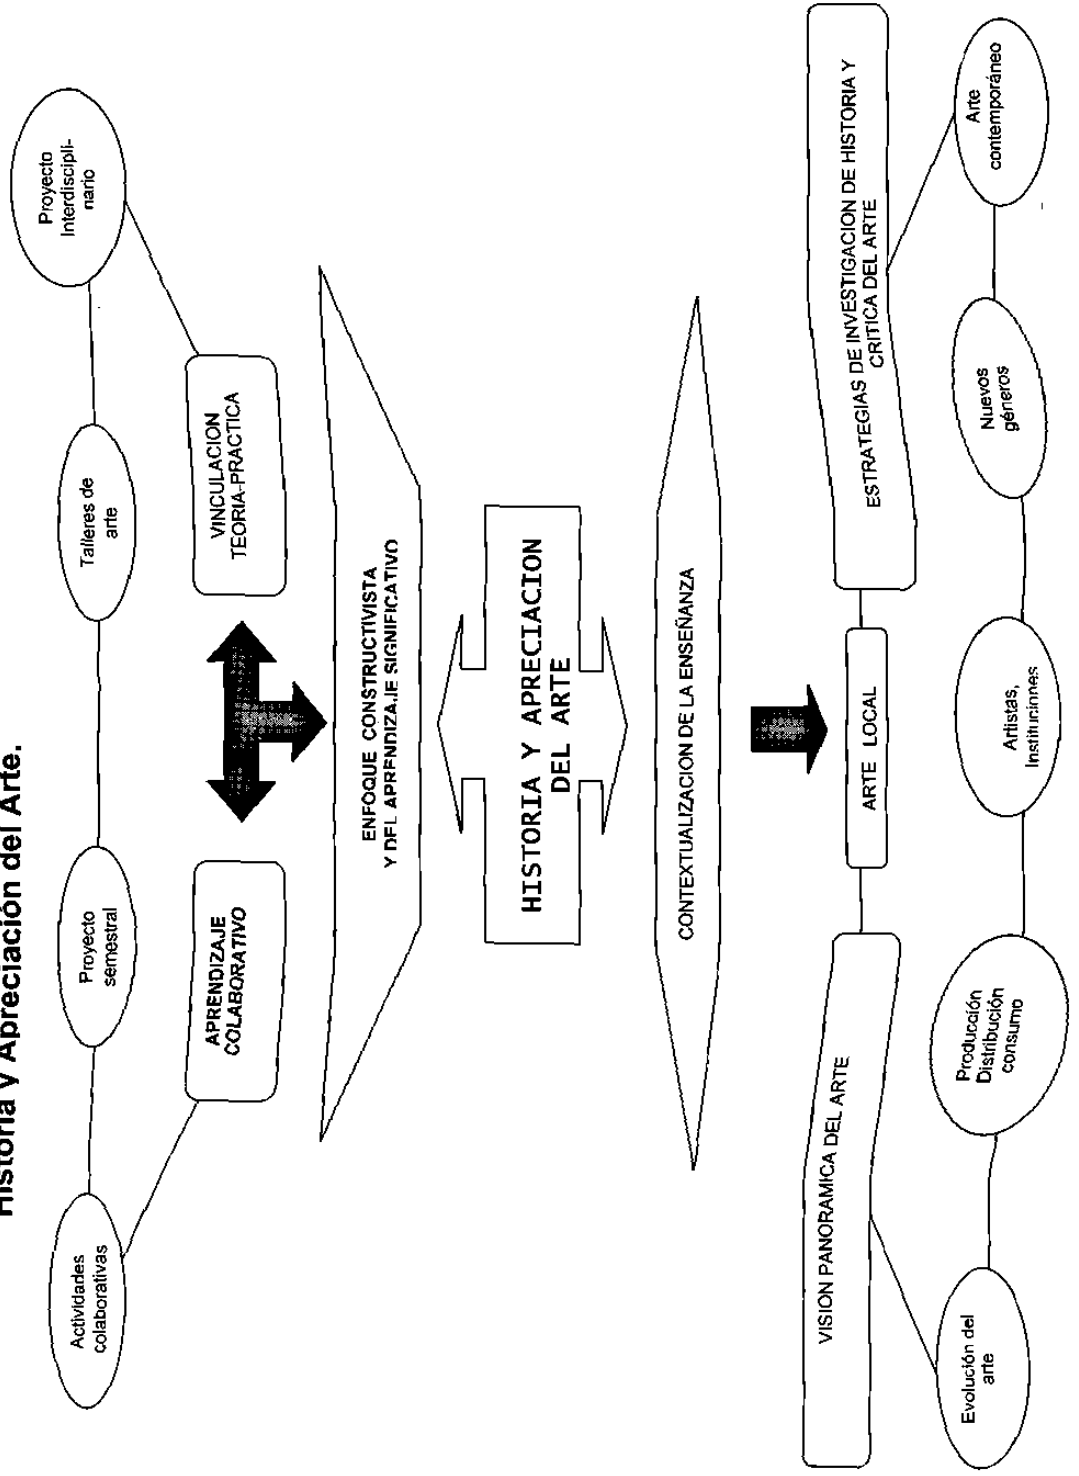 Historia y Apreciación del Arte.
Actividades
colaborativas
Proyecto
semestral
Talleres de
arte
Proyecto
Interdiscipli-
nario
APRENDIZAJE
COLABORATIVO
VINCULACION
TEORIA-PRACTICA
ENFOQUE CONSTRUCTIVISTA
Y DEL APRENDIZAJE SIGNIFICATIVO
HISTORIA Y APRECIACION
DEL ARTE
CONTEXTUALIZACION DE LA ENSEÑANZA
VISION PANORAMICA DEL ARTE
ARTE LOCAL
ESTRATEGIAS DE INVESTIGACION DE HISTORIA Y
CRITICA DEL ARTE
Evolución del
arte
Producción
Distribución
consumo
Artistas,
Instituciones
Nuevos
géneros
Arte
contemporáneo